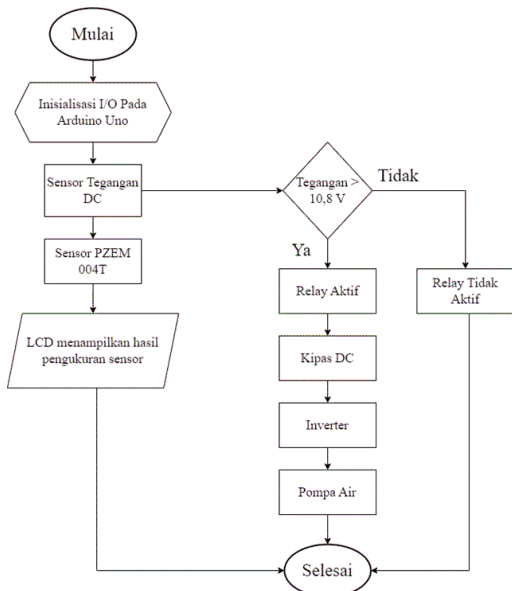 Mulai
Inisialisasi I/O Pada
Arduino Uno
Sensor Tegangan
DC
Tegangan >
10,8 V
Tidak
Ya
Sensor PZEM
004T
Relay Aktif
Relay Tidak
Aktif
LCD menampilkan hasil
pengukuran sensor
Kipas DC
Inverter
Pompa Air
Selesai